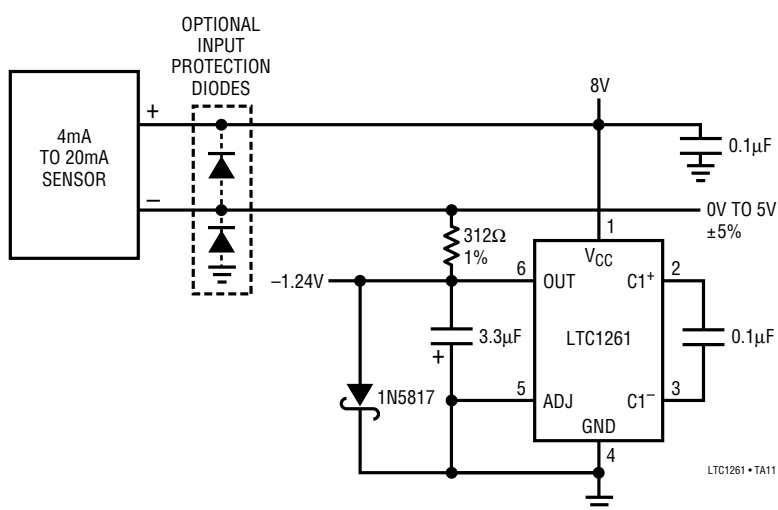 OPTIONAL
INPUT
PROTECTION
DIODES
4mA
TO 20mA
SENSOR
+
–
8V
0.1µF
0V TO 5V
±5%
312Ω
1%
–1.24V
3.3µF
+
1N5817
1
VCC
6
OUT
C1+
2
LTC1261
0.1µF
5
ADJ
C1–
3
GND
4
LTC1261 • TA11